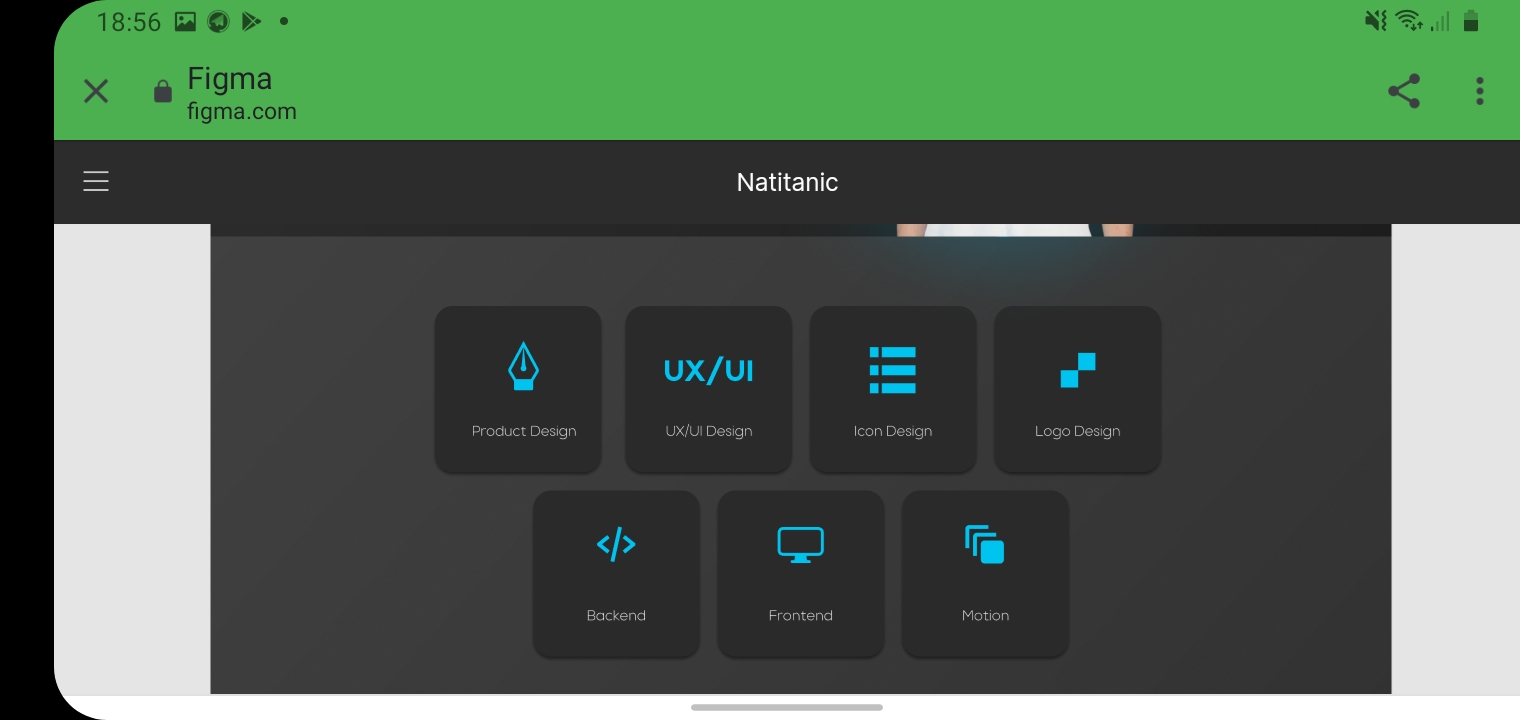 18:56
Figma
figma.com
Natitanic
UX/UI
Product Design
UX/UI Design
Icon Design
Logo Design
</>
Backend
Frontend
Motion